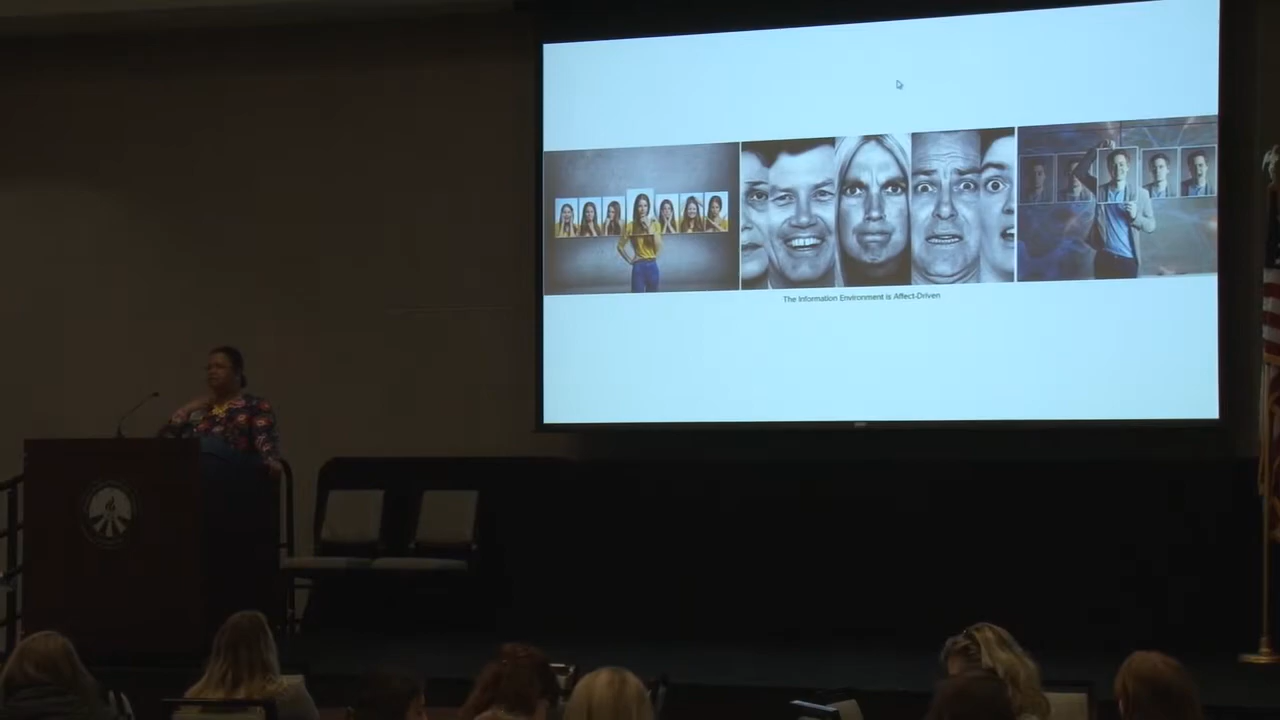 The Information Environment is Affect-Driven